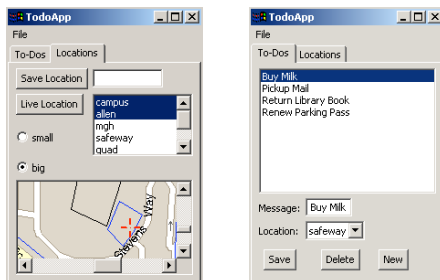 TodoApp
File
To-Dos Locations
Save Location
Live Location
campus
allen
mgh
safeway
quad
small
big
Stevens Way
TodoApp
File
To-Dos Locations
Buy Milk
Pickup Mail
Return Library Book
Renew Parking Pass
Message: Buy Milk
Location: safeway
Save Delete New